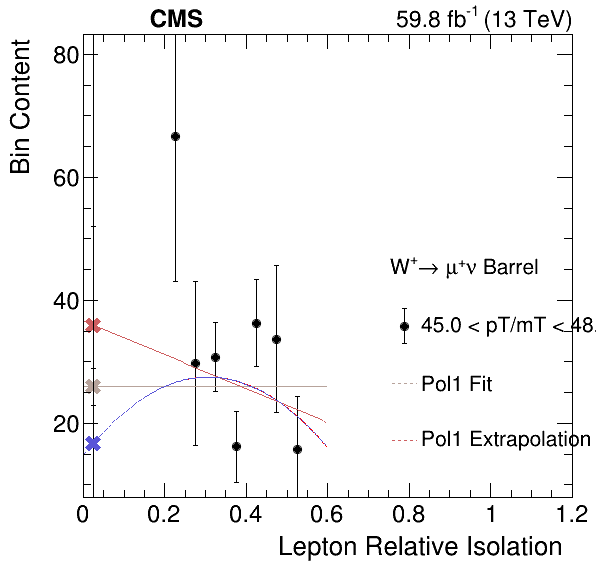 CMS 59.8 fb⁻¹ (13 TeV)
Bin Content
80
60
40
20
W⁺→ μ⁺ν Barrel
45.0 < pT/mT < 48.
Pol1 Fit
Pol1 Extrapolation
0 0.2 0.4 0.6 0.8 1 1.2
Lepton Relative Isolation